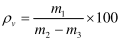 ρᵥ = m₁ / (m₂ − m₃) × 100